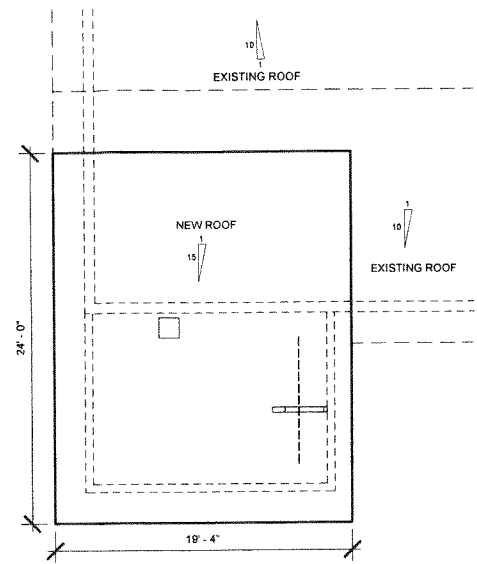 10
1
EXISTING ROOF
NEW ROOF
1
15
1
10
EXISTING ROOF
24' - 0"
19' - 4"